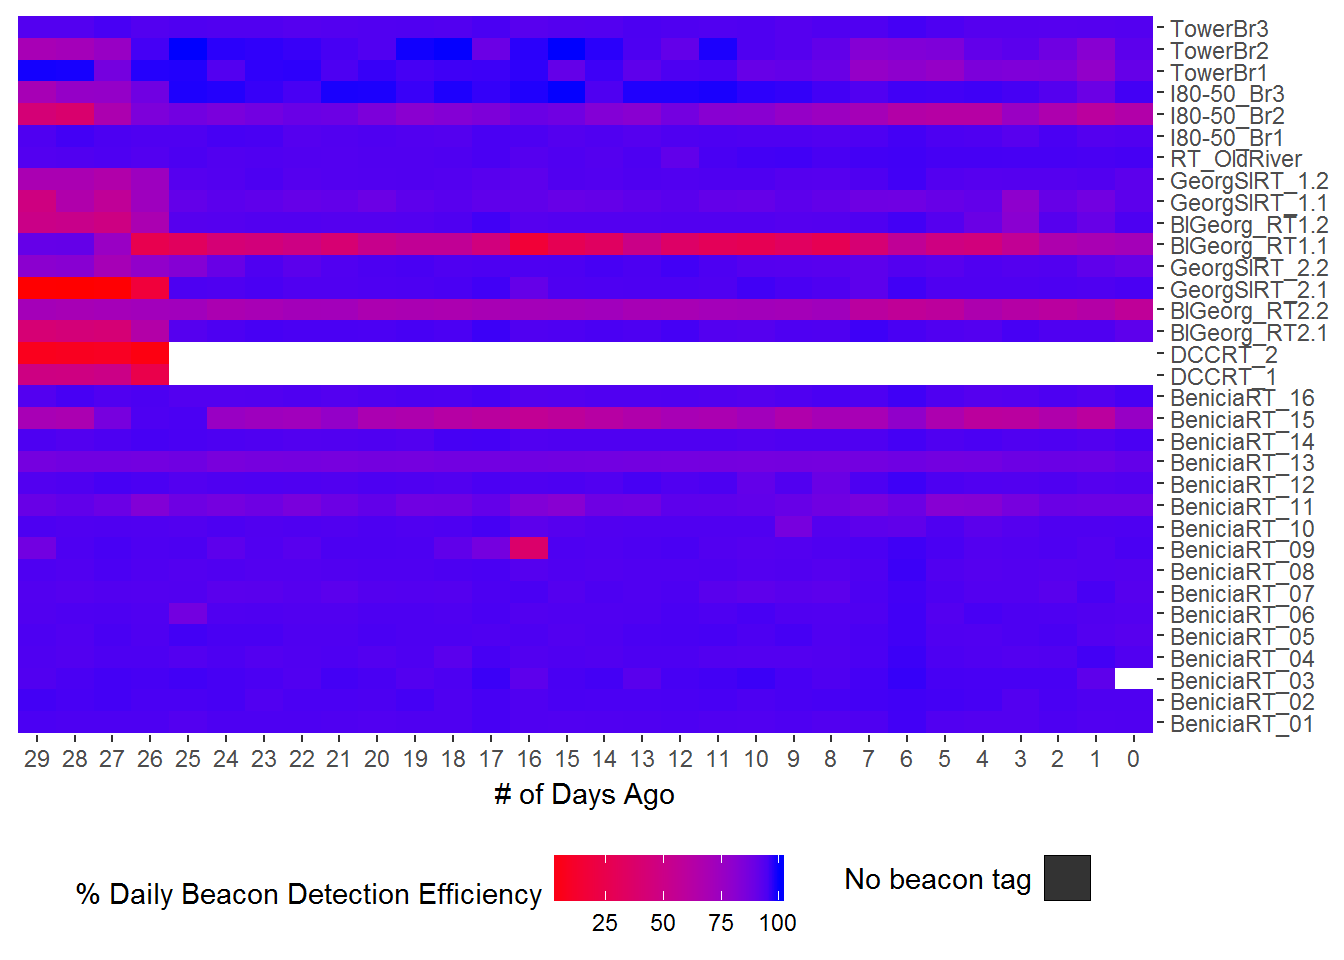 TowerBr3
TowerBr2
TowerBr1
I80-50_Br3
I80-50_Br2
I80-50_Br1
RT_OldRiver
GeorgSlRT_1.2
GeorgSlRT_1.1
BlGeorg_RT1.2
BlGeorg_RT1.1
GeorgSlRT_2.2
GeorgSlRT_2.1
BlGeorg_RT2.2
BlGeorg_RT2.1
DCCRT_2
DCCRT_1
BeniciaRT_16
BeniciaRT_15
BeniciaRT_14
BeniciaRT_13
BeniciaRT_12
BeniciaRT_11
BeniciaRT_10
BeniciaRT_09
BeniciaRT_08
BeniciaRT_07
BeniciaRT_06
BeniciaRT_05
BeniciaRT_04
BeniciaRT_03
BeniciaRT_02
BeniciaRT_01
29 28 27 26 25 24 23 22 21 20 19 18 17 16 15 14 13 12 11 10 9 8 7 6 5 4 3 2 1 0
# of Days Ago
% Daily Beacon Detection Efficiency
25 50 75 100
No beacon tag